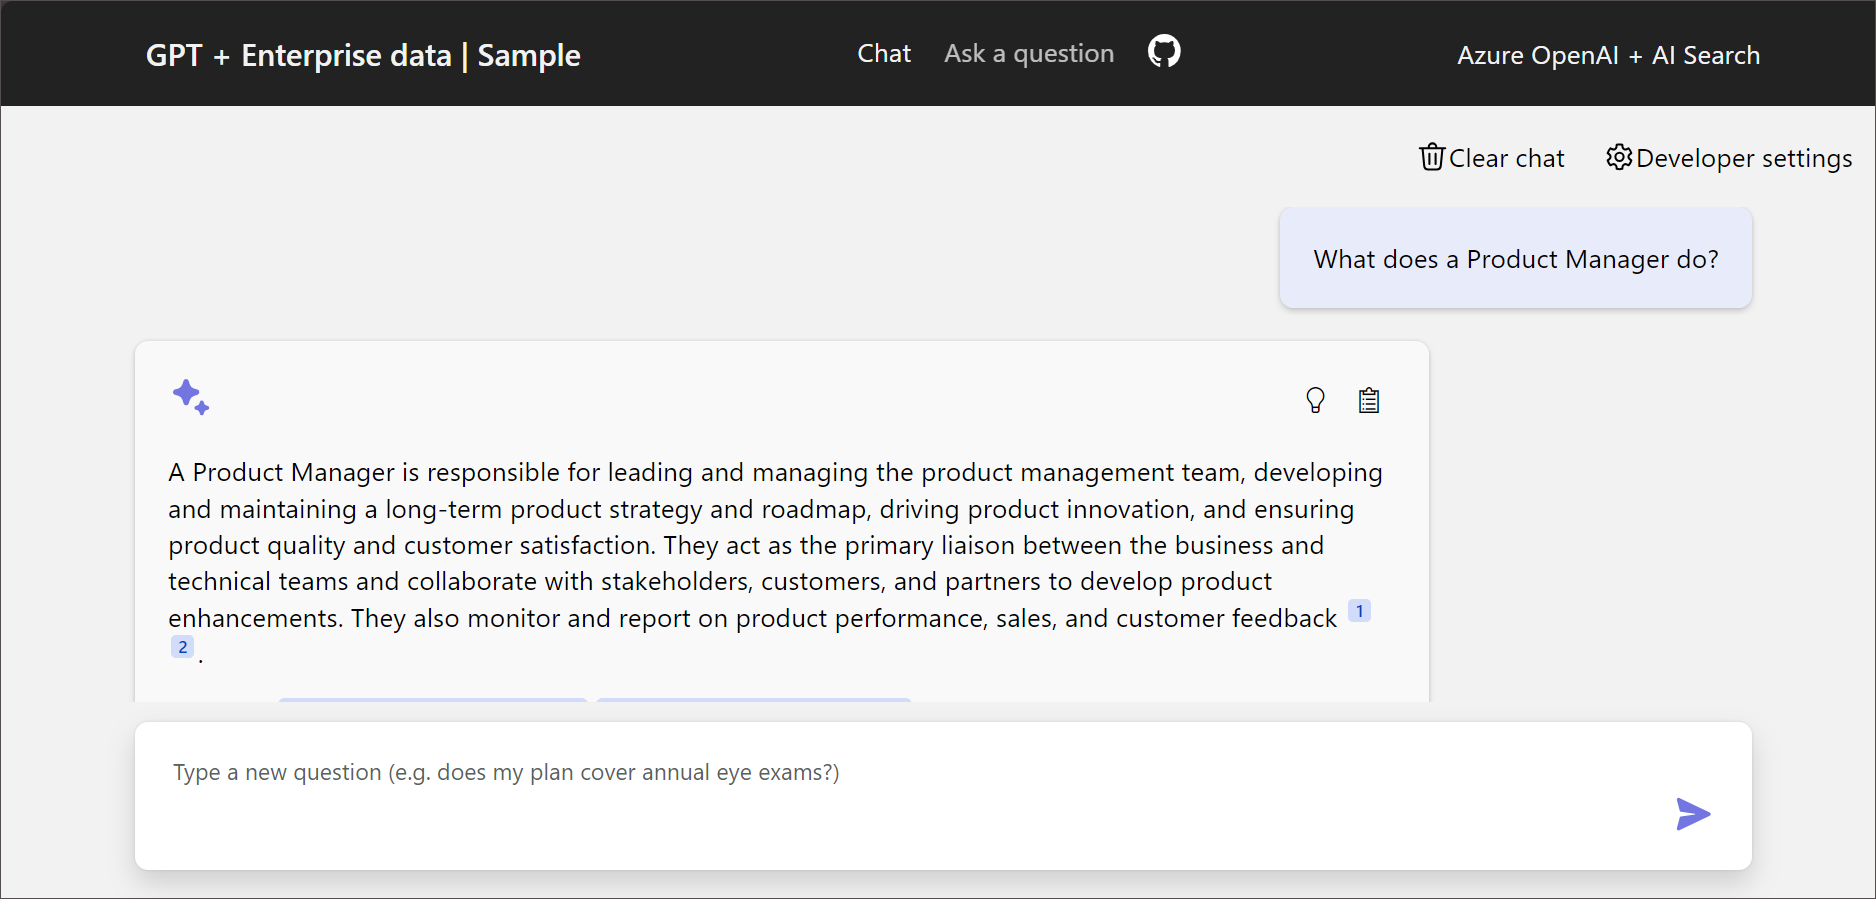 GPT + Enterprise data | Sample
Chat
Ask a question
Azure OpenAI + AI Search
Clear chat
Developer settings
What does a Product Manager do?
A Product Manager is responsible for leading and managing the product management team, developing
and maintaining a long-term product strategy and roadmap, driving product innovation, and ensuring
product quality and customer satisfaction. They act as the primary liaison between the business and
technical teams and collaborate with stakeholders, customers, and partners to develop product
enhancements. They also monitor and report on product performance, sales, and customer feedback 1
2 .
Type a new question (e.g. does my plan cover annual eye exams?)